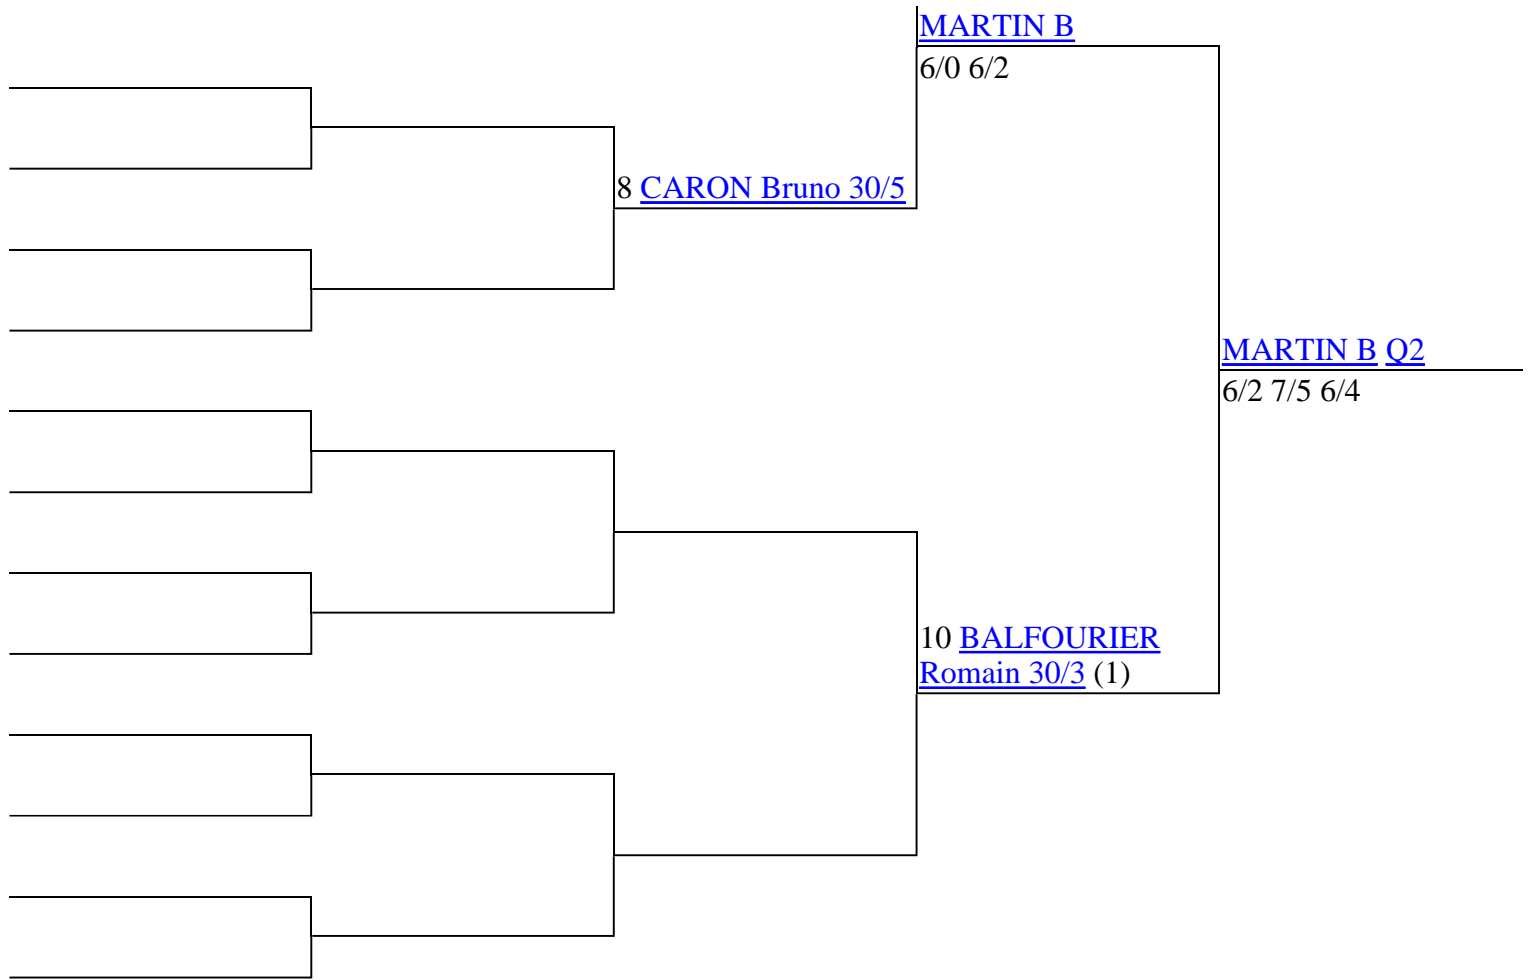 MARTIN B
6/0 6/2
8 CARON Bruno 30/5
MARTIN B Q2
6/2 7/5 6/4
10 BALFOURIER
Romain 30/3 (1)